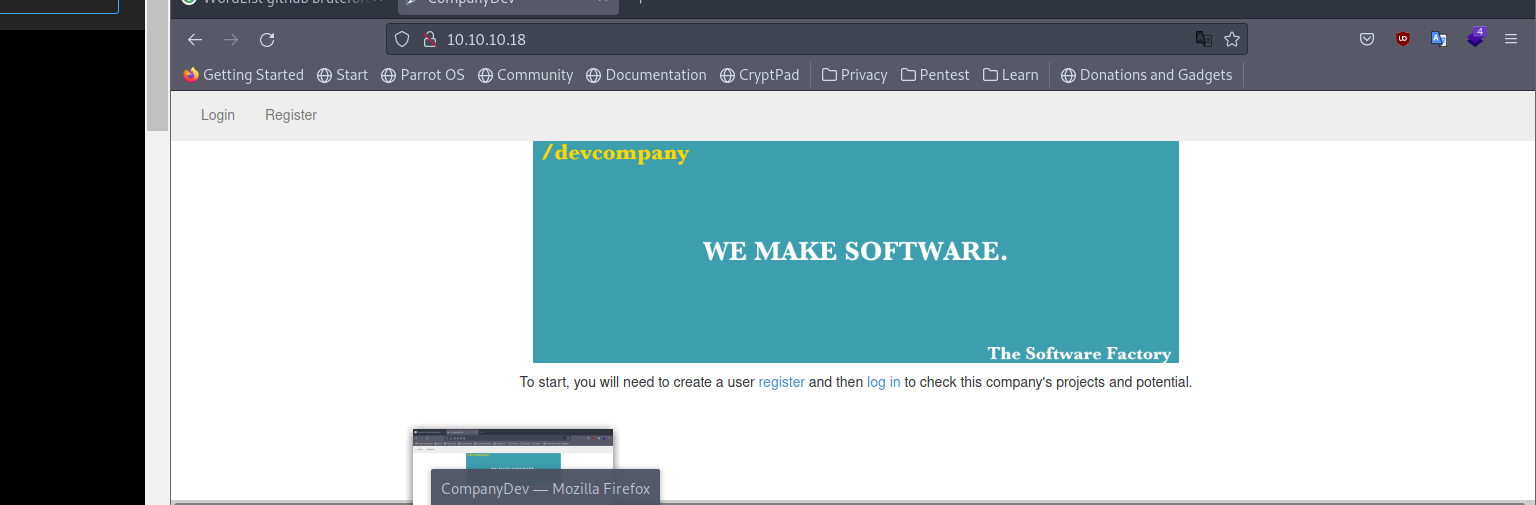 WordList github brutefor
CompanyDev
10.10.10.18
4
Getting Started Start Parrot OS Community Documentation CryptPad Privacy Pentest Learn Donations and Gadgets
Login Register
/devcompany
WE MAKE SOFTWARE.
The Software Factory
To start, you will need to create a user register and then log in to check this company's projects and potential.
CompanyDev — Mozilla Firefox